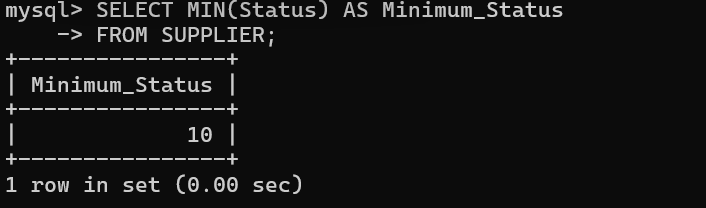 mysql> SELECT MIN(Status) AS Minimum_Status
    -> FROM SUPPLIER;
+----------------+
| Minimum_Status |
+----------------+
|             10 |
+----------------+
1 row in set (0.00 sec)